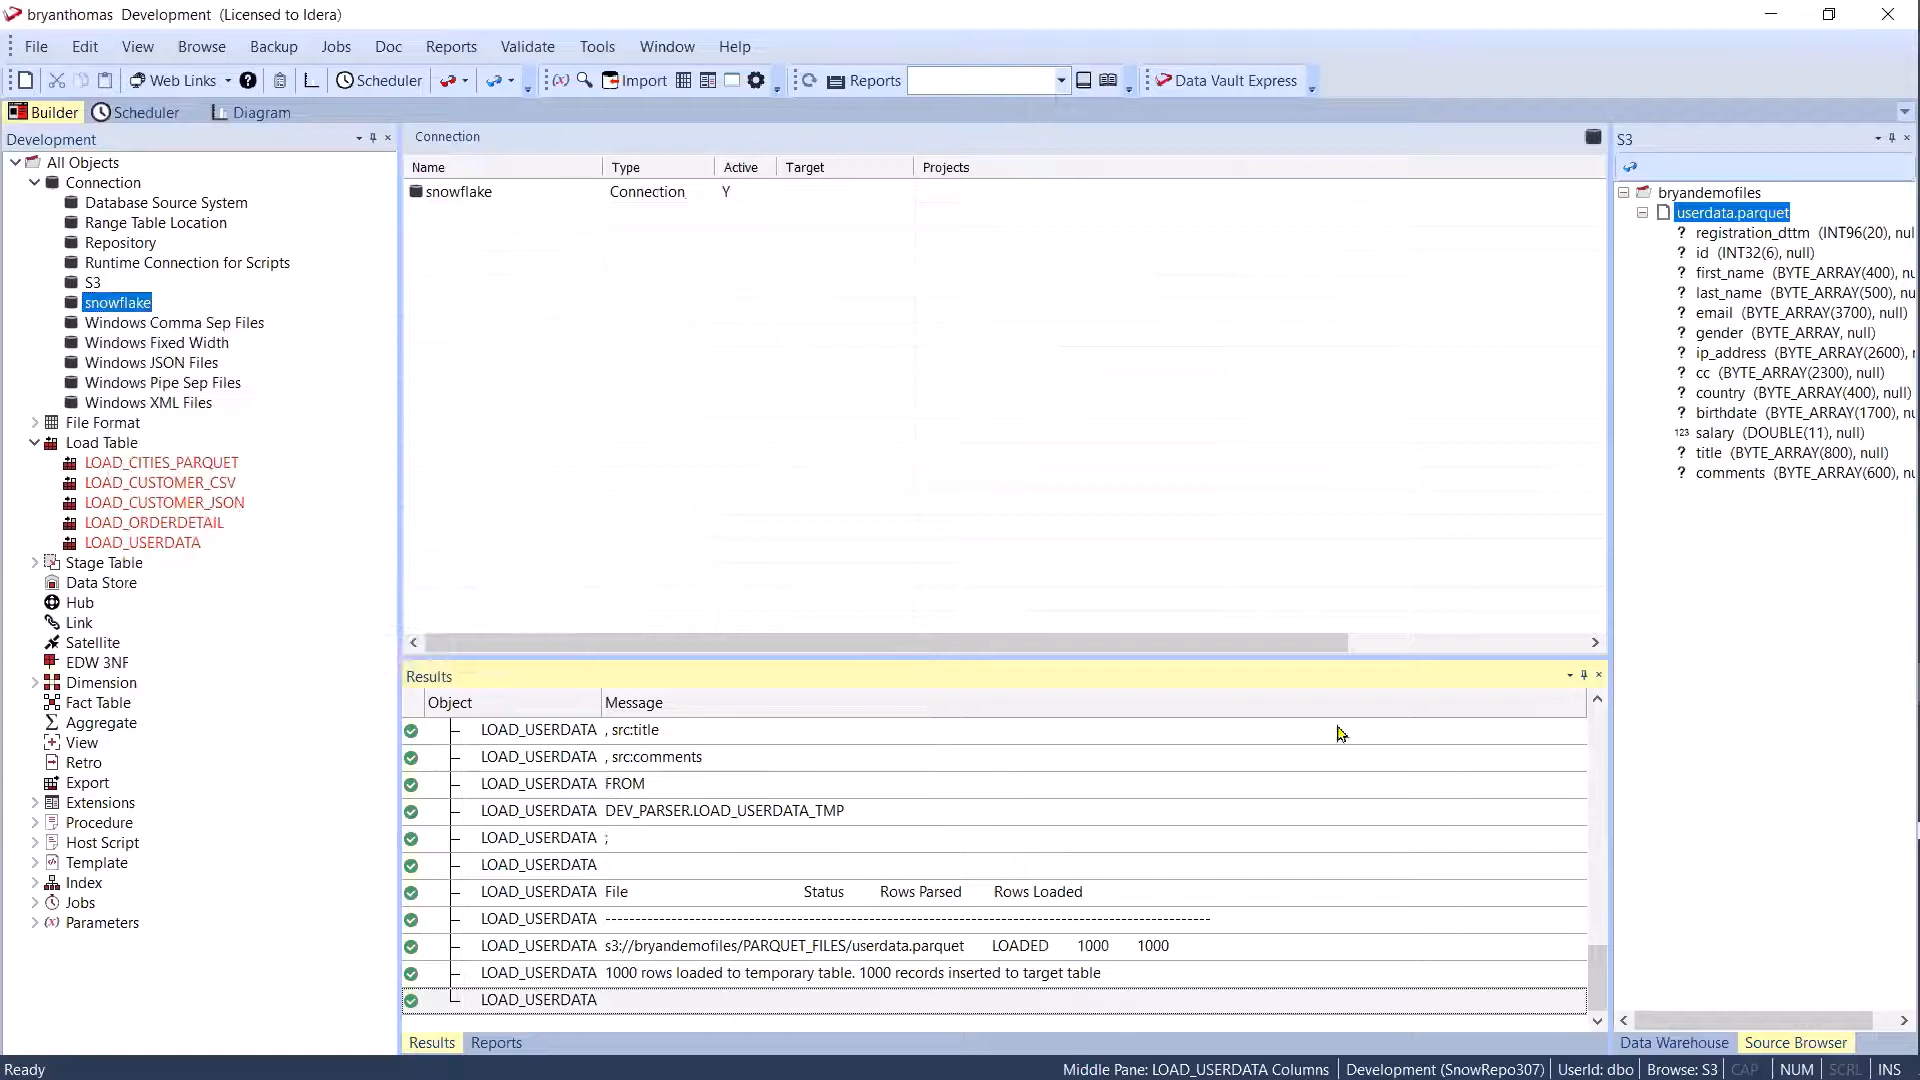 bryanthomas Development (Licensed to Idera)
File Edit View Browse Backup Jobs Doc Reports Validate Tools Window Help
Web Links Scheduler (x) Import Reports Data Vault Express
Builder Scheduler Diagram
Development
All Objects
Connection
Database Source System
Range Table Location
Repository
Runtime Connection for Scripts
S3
snowflake
Windows Comma Sep Files
Windows Fixed Width
Windows JSON Files
Windows Pipe Sep Files
Windows XML Files
File Format
Load Table
LOAD_CITIES_PARQUET
LOAD_CUSTOMER_CSV
LOAD_CUSTOMER_JSON
LOAD_ORDERDETAIL
LOAD_USERDATA
Stage Table
Data Store
Hub
Link
Satellite
EDW 3NF
Dimension
Fact Table
Aggregate
View
Retro
Export
Extensions
Procedure
Host Script
Template
Index
Jobs
(x) Parameters
Connection
Name Type Active Target Projects
snowflake Connection Y
Results
Object Message
LOAD_USERDATA , src:title
LOAD_USERDATA , src:comments
LOAD_USERDATA FROM
LOAD_USERDATA DEV_PARSER.LOAD_USERDATA_TMP
LOAD_USERDATA ;
LOAD_USERDATA
LOAD_USERDATA File Status Rows Parsed Rows Loaded
LOAD_USERDATA -----------------------------------------------------------------------------------------------------
LOAD_USERDATA s3://bryandemofiles/PARQUET_FILES/userdata.parquet LOADED 1000 1000
LOAD_USERDATA 1000 rows loaded to temporary table. 1000 records inserted to target table
LOAD_USERDATA
Results Reports
S3
bryandemofiles
userdata.parquet
? registration_dttm (INT96(20), nul
? id (INT32(6), null)
? first_name (BYTE_ARRAY(400), nu
? last_name (BYTE_ARRAY(500), nu
? email (BYTE_ARRAY(3700), null)
? gender (BYTE_ARRAY, null)
? ip_address (BYTE_ARRAY(2600), r
? cc (BYTE_ARRAY(2300), null)
? country (BYTE_ARRAY(400), null)
? birthdate (BYTE_ARRAY(1700), nu
123 salary (DOUBLE(11), null)
? title (BYTE_ARRAY(800), null)
? comments (BYTE_ARRAY(600), nu
Data Warehouse Source Browser
Ready Middle Pane: LOAD_USERDATA Columns Development (SnowRepo307) UserId: dbo Browse: S3 CAP NUM SCRL INS